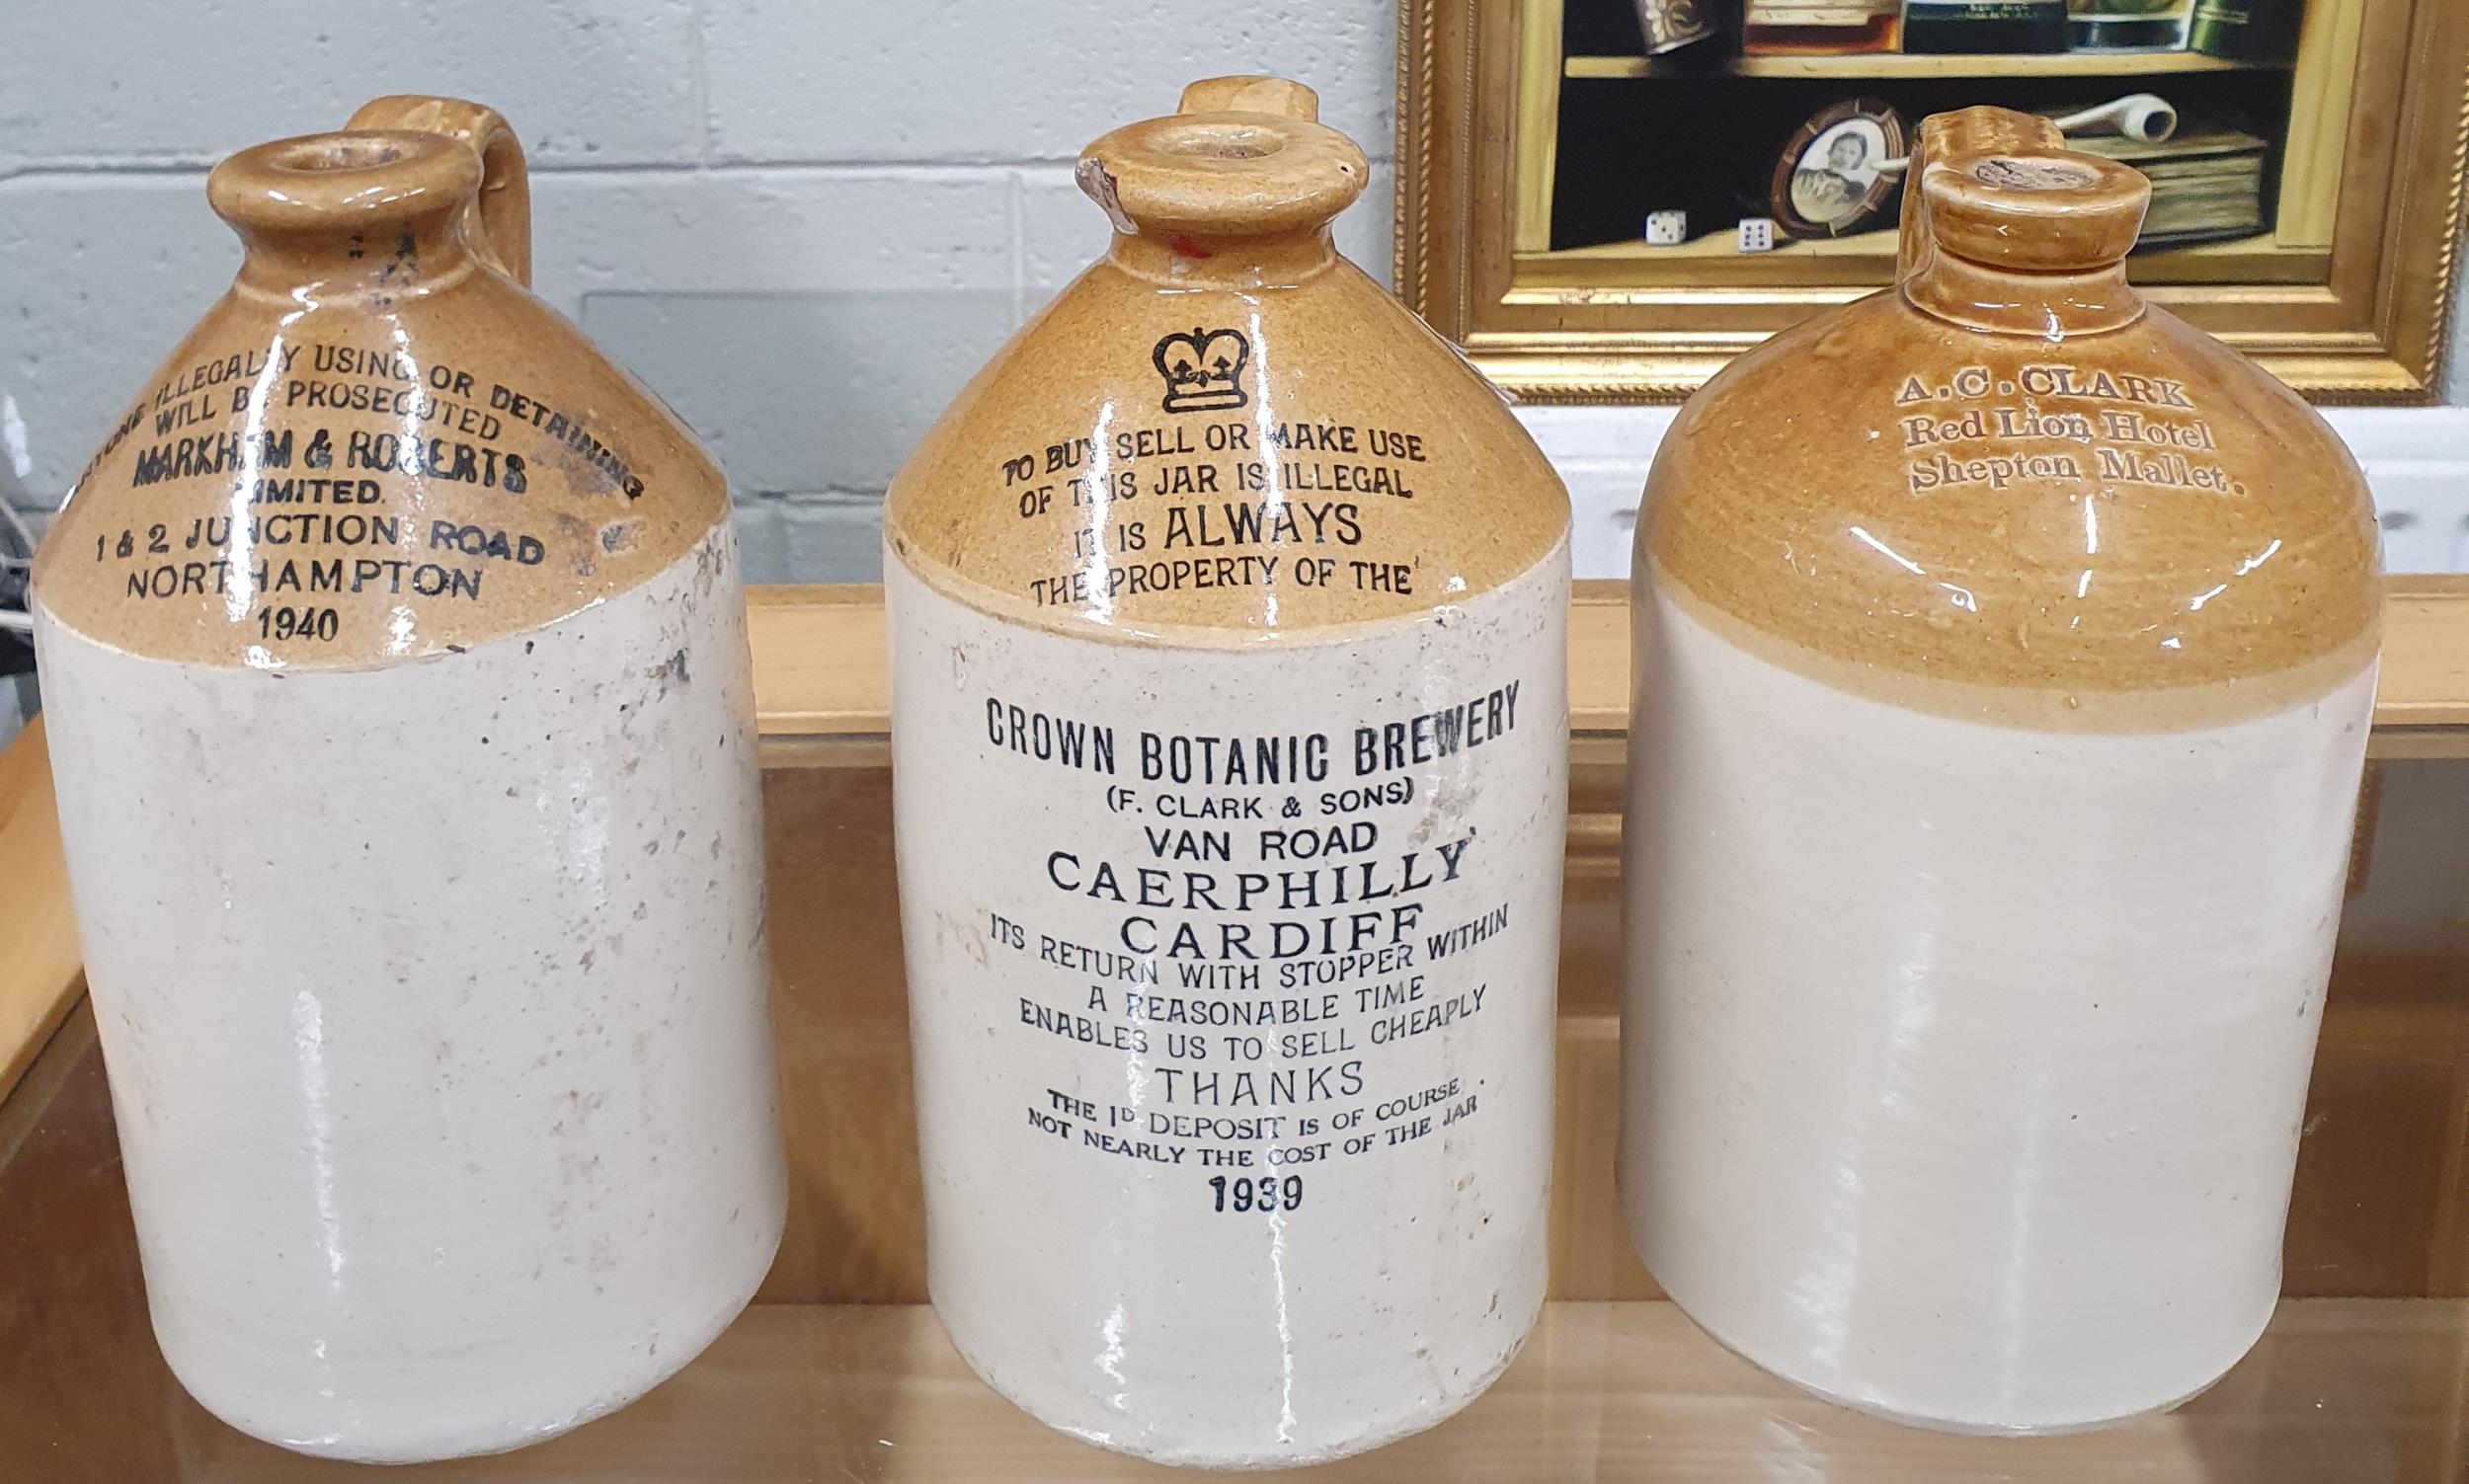 ANYONE ILLEGALLY USING OR DETAINING
WILL BE PROSECUTED
MARKHAM & ROBERTS
LIMITED.
1 & 2 JUNCTION ROAD
NORTHAMPTON
1940
TO BUY SELL OR MAKE USE
OF THIS JAR IS ILLEGAL
IT IS ALWAYS
THE PROPERTY OF THE
CROWN BOTANIC BREWERY
(F. CLARK & SONS)
VAN ROAD
CAERPHILLY
CARDIFF
ITS RETURN WITH STOPPER WITHIN
A REASONABLE TIME
ENABLES US TO SELL CHEAPLY
THANKS
THE 1D DEPOSIT IS OF COURSE
NOT NEARLY THE COST OF THE JAR
1939
A.C.CLARK
Red Lion Hotel
Shepton Mallet.